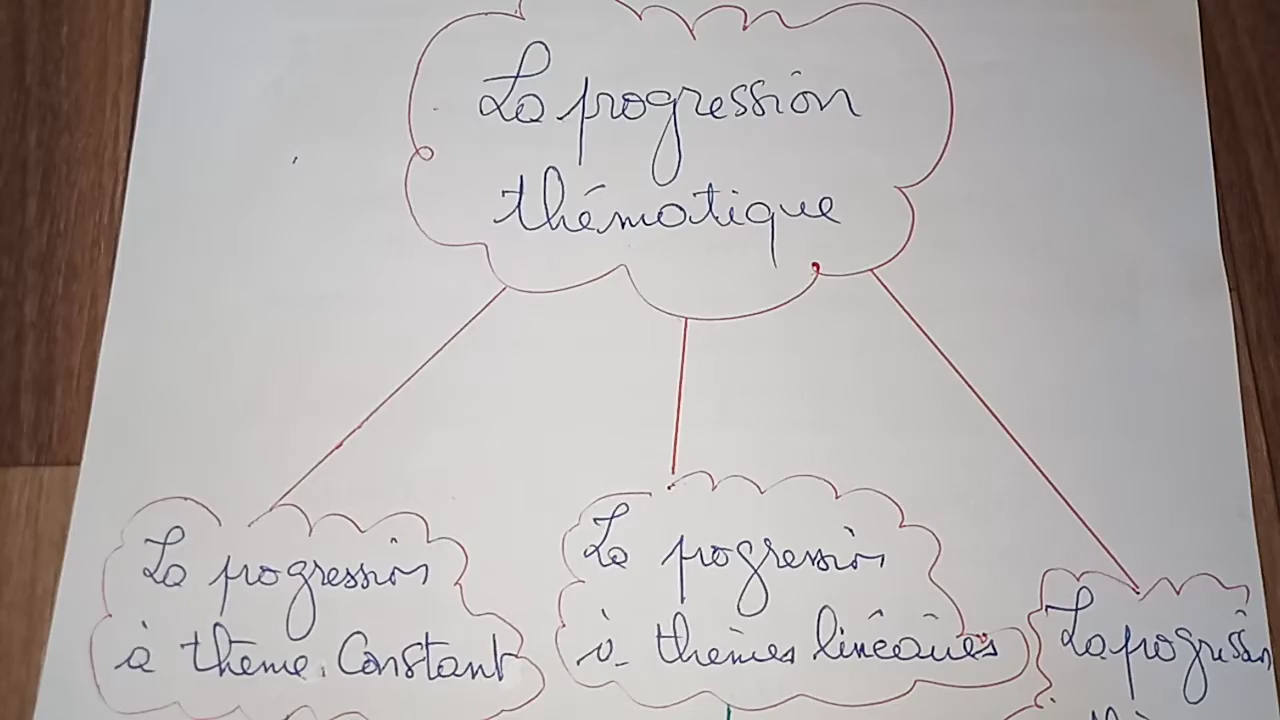 La progression
thématique
La progression
à thème Constant
La progression
à thèmes linéaires
La progression